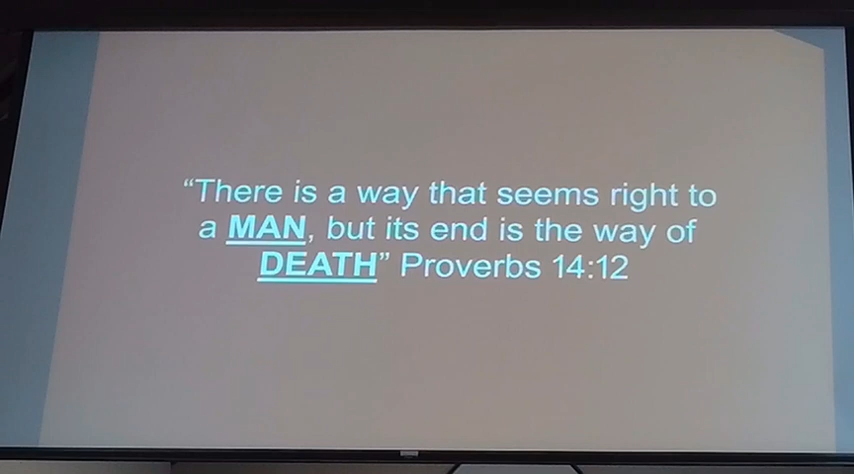 “There is a way that seems right to
a MAN, but its end is the way of
DEATH” Proverbs 14:12